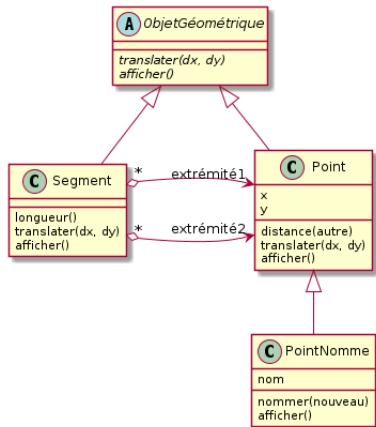 A ObjetGéométrique
translater(dx, dy)
afficher()
C Segment
longueur()
translater(dx, dy)
afficher()
* extrémité1
* extrémité2
C Point
x
y
distance(autre)
translater(dx, dy)
afficher()
C PointNomme
nom
nommer(nouveau)
afficher()